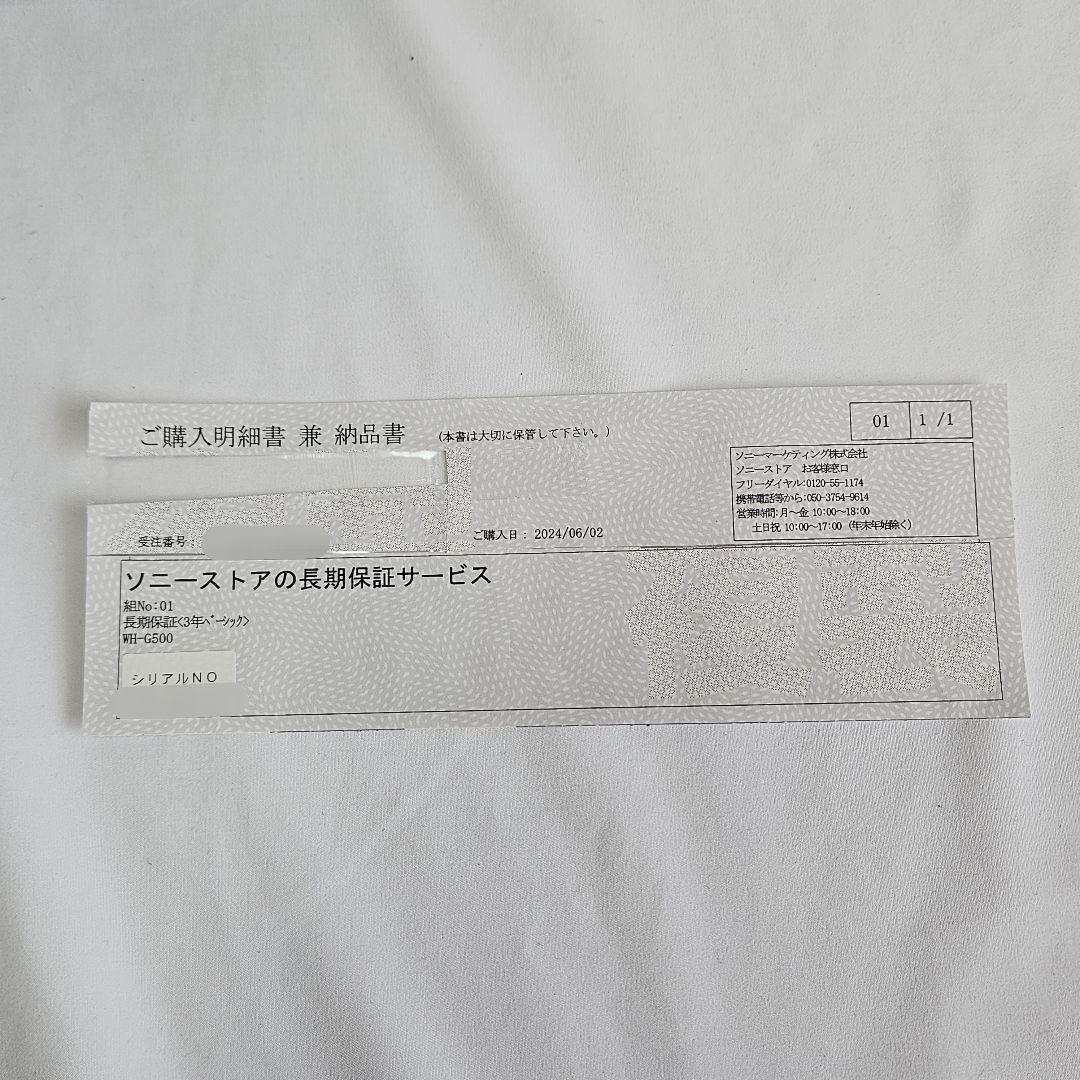 ご購入明細書 兼 納品書 (本書は大切に保管して下さい。)
01 1 /1
ソニーマーケティング株式会社
ソニーストア お客様窓口
フリーダイヤル:0120-55-1174
携帯電話等から:050-3754-9614
営業時間:月～金 10:00～18:00
土日祝 10:00～17:00 (年末年始除く)
受注番号:
ご購入日: 2024/06/02
ソニーストアの長期保証サービス
組No:01
長期保証<3年ﾍﾞｰｼｯｸ>
WH-G500
シリアルNO